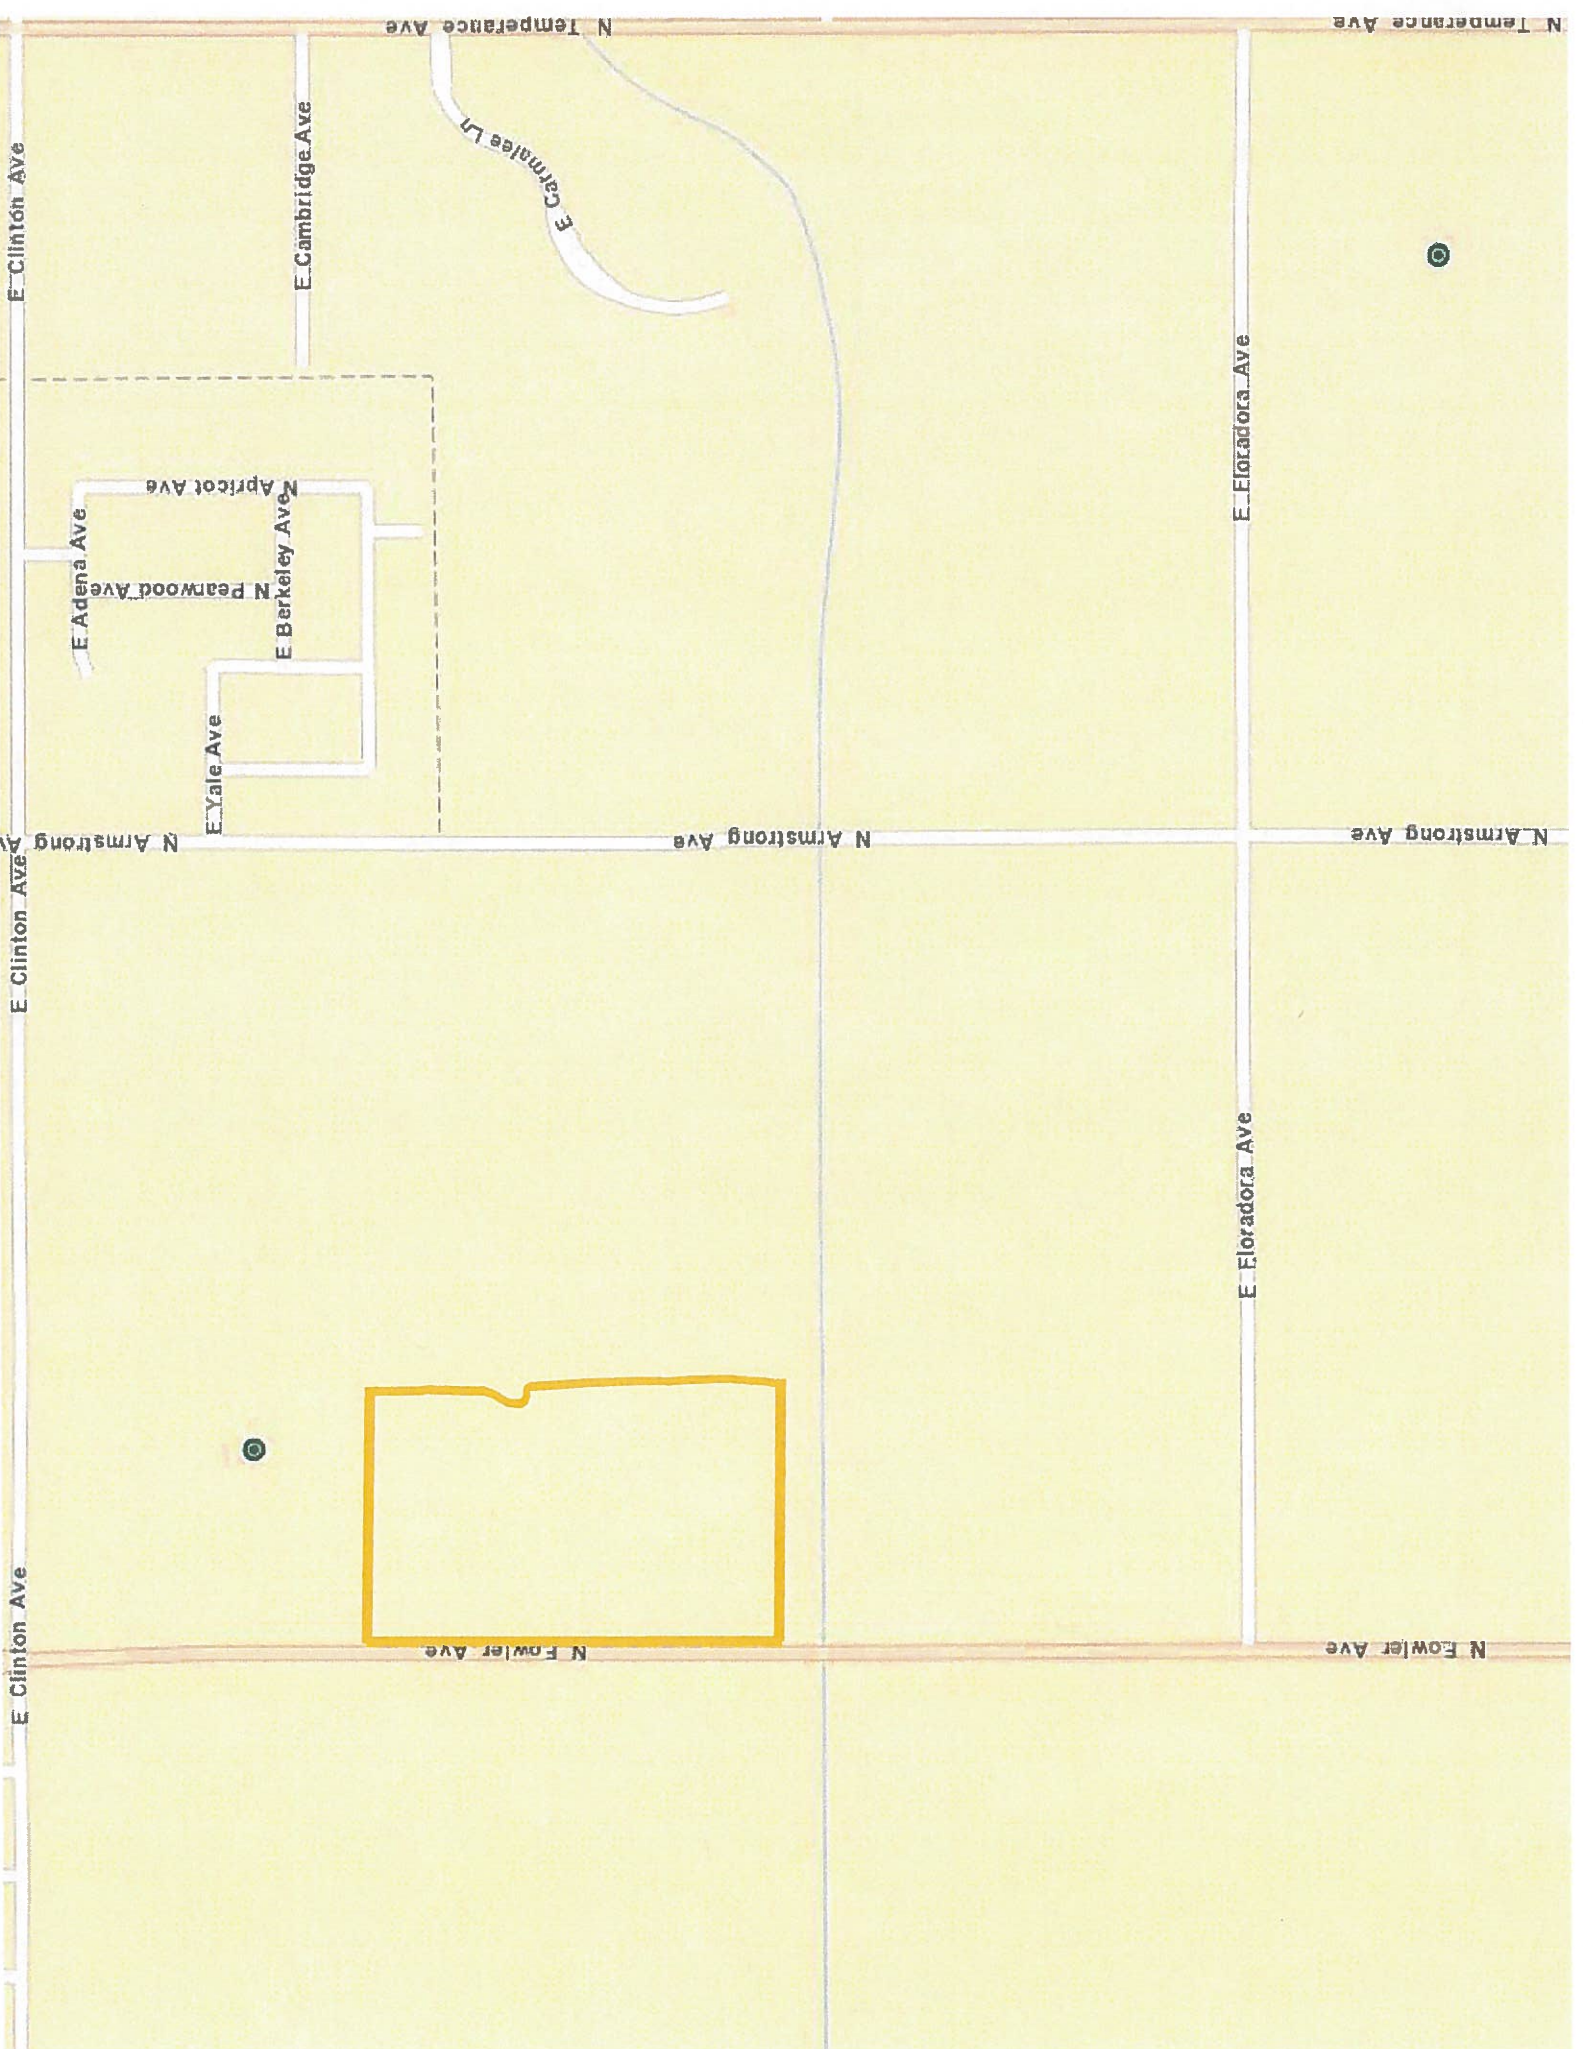 N Temperance Ave
N Temperance Ave
E Clinton Ave
E Cambridge Ave
E Carmalee Ln
E Floradora Ave
N Apricot Ave
E Adena Ave
E Berkeley Ave
N Pearwood Ave
E Yale Ave
N Armstrong Av
N Armstrong Ave
N Armstrong Ave
E Clinton Ave
E Floradora Ave
E Clinton Ave
N Fowler Ave
N Fowler Ave